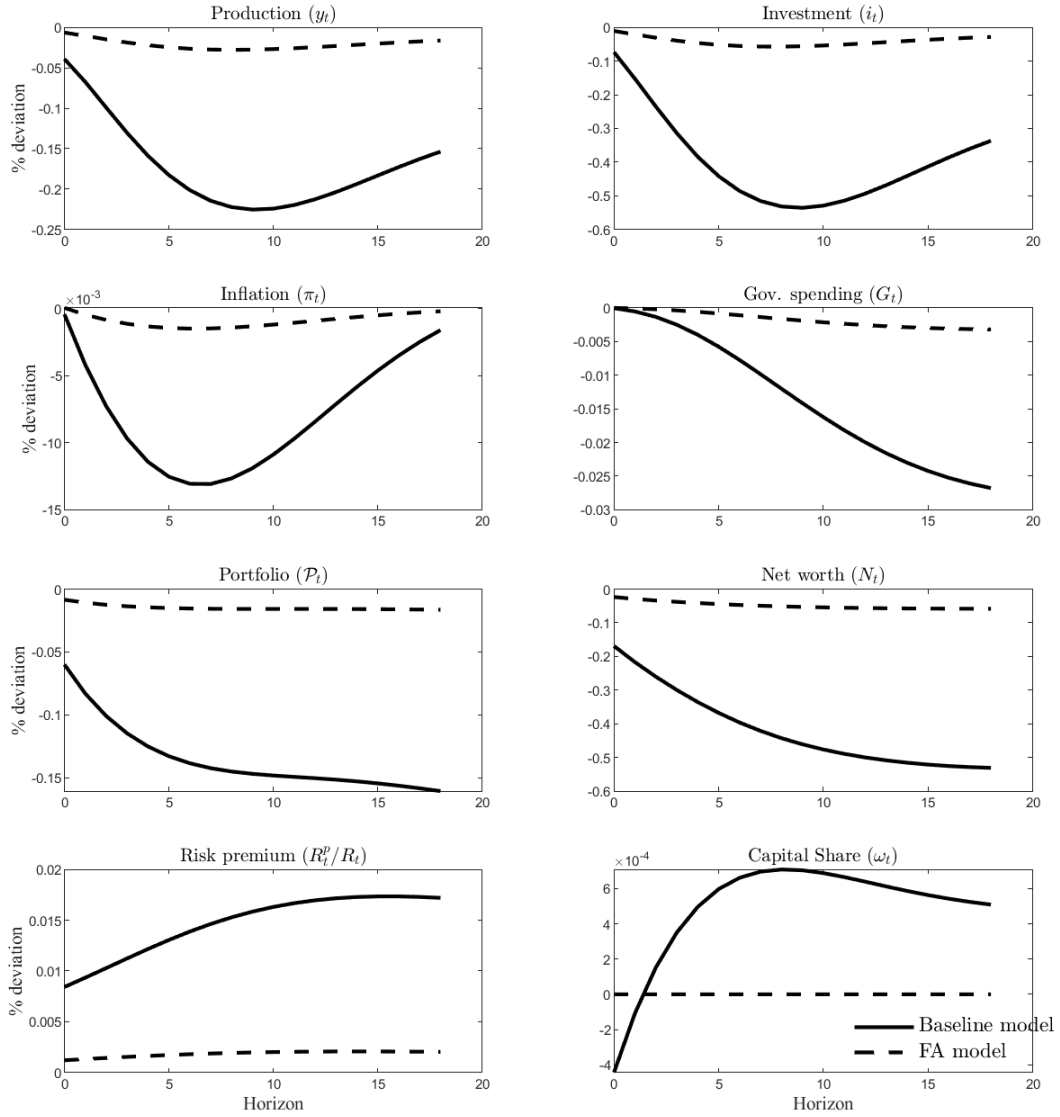 Production (y_t)
% deviation
0
-0.05
-0.1
-0.15
-0.2
-0.25
0 5 10 15 20
Investment (i_t)
0
-0.1
-0.2
-0.3
-0.4
-0.5
-0.6
0 5 10 15 20
Inflation (π_t)
×10^-3
% deviation
0
-5
-10
-15
0 5 10 15 20
Gov. spending (G_t)
0
-0.005
-0.01
-0.015
-0.02
-0.025
-0.03
0 5 10 15 20
Portfolio (𝒫_t)
% deviation
0
-0.05
-0.1
-0.15
0 5 10 15 20
Net worth (N_t)
0
-0.1
-0.2
-0.3
-0.4
-0.5
-0.6
0 5 10 15 20
Risk premium (R_t^p/R_t)
% deviation
0.02
0.015
0.01
0.005
0
0 5 10 15 20
Horizon
Capital Share (ω_t)
×10^-4
6
4
2
0
-2
-4
Baseline model
FA model
0 5 10 15 20
Horizon